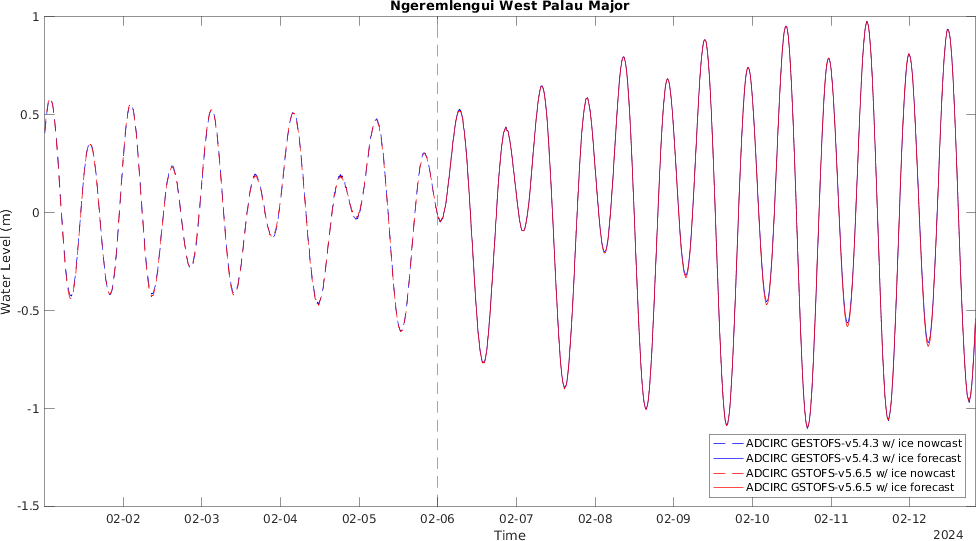 Ngeremlengui West Palau Major
1
0.5
0
-0.5
-1
-1.5
Water Level (m)
02-02 02-03 02-04 02-05 02-06 02-07 02-08 02-09 02-10 02-11 02-12
Time
2024
ADCIRC GESTOFS-v5.4.3 w/ ice nowcast
ADCIRC GESTOFS-v5.4.3 w/ ice forecast
ADCIRC GSTOFS-v5.6.5 w/ ice nowcast
ADCIRC GSTOFS-v5.6.5 w/ ice forecast